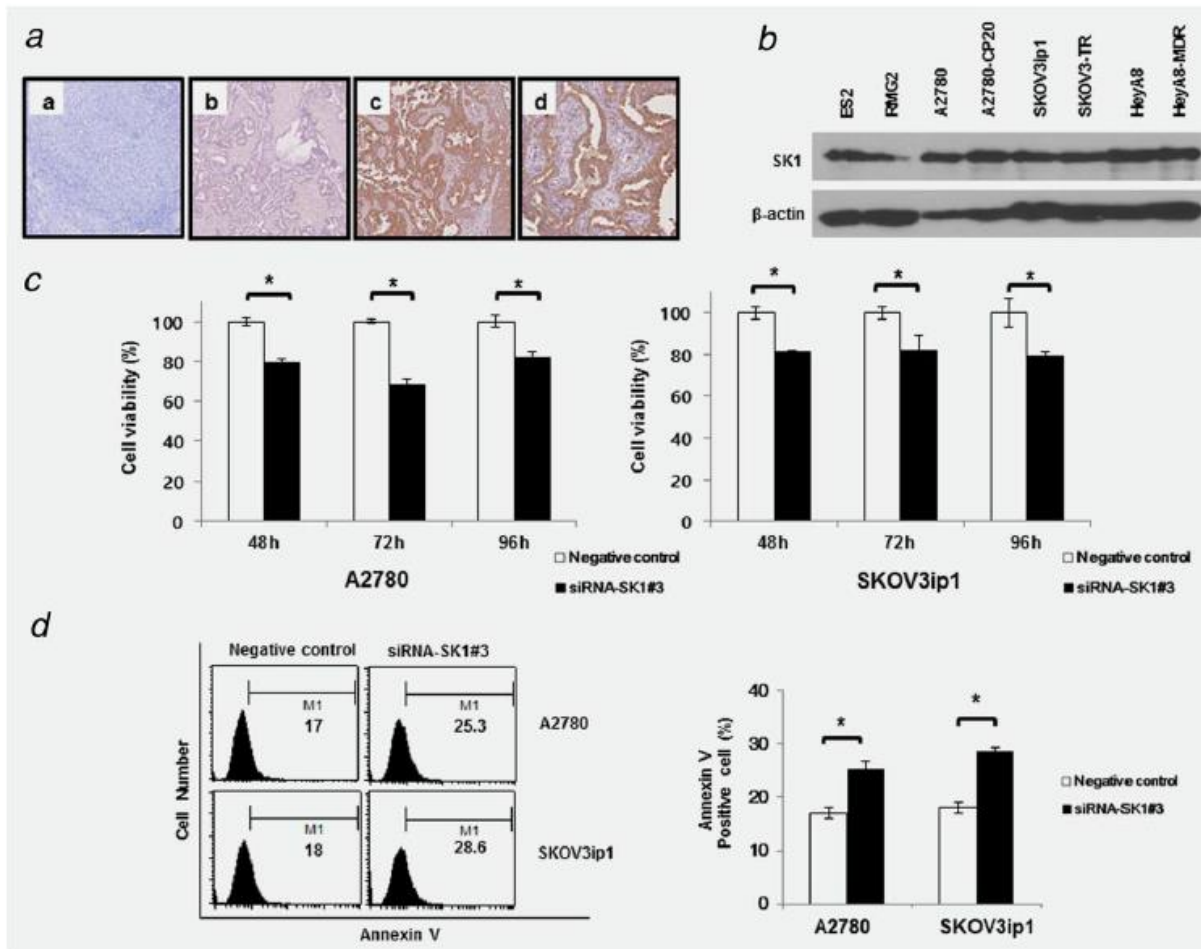 a
a
b
c
d
b
ES2
RMG2
A2780
A2780-CP20
SKOV3ip1
SKOV3-TR
HeyA8
HeyA8-MDR
SK1
β-actin
c
Cell viability (%)
100
80
60
40
20
0
*
*
*
48h
72h
96h
A2780
Negative control
siRNA-SK1#3
Cell viability (%)
100
80
60
40
20
0
*
*
*
48h
72h
96h
SKOV3ip1
Negative control
siRNA-SK1#3
d
Negative control
siRNA-SK1#3
Cell Number
M1
17
M1
25.3
A2780
M1
18
M1
28.6
SKOV3ip1
Annexin V
Annexin V
Positive cell (%)
40
30
20
10
0
*
*
A2780
SKOV3ip1
Negative control
siRNA-SK1#3